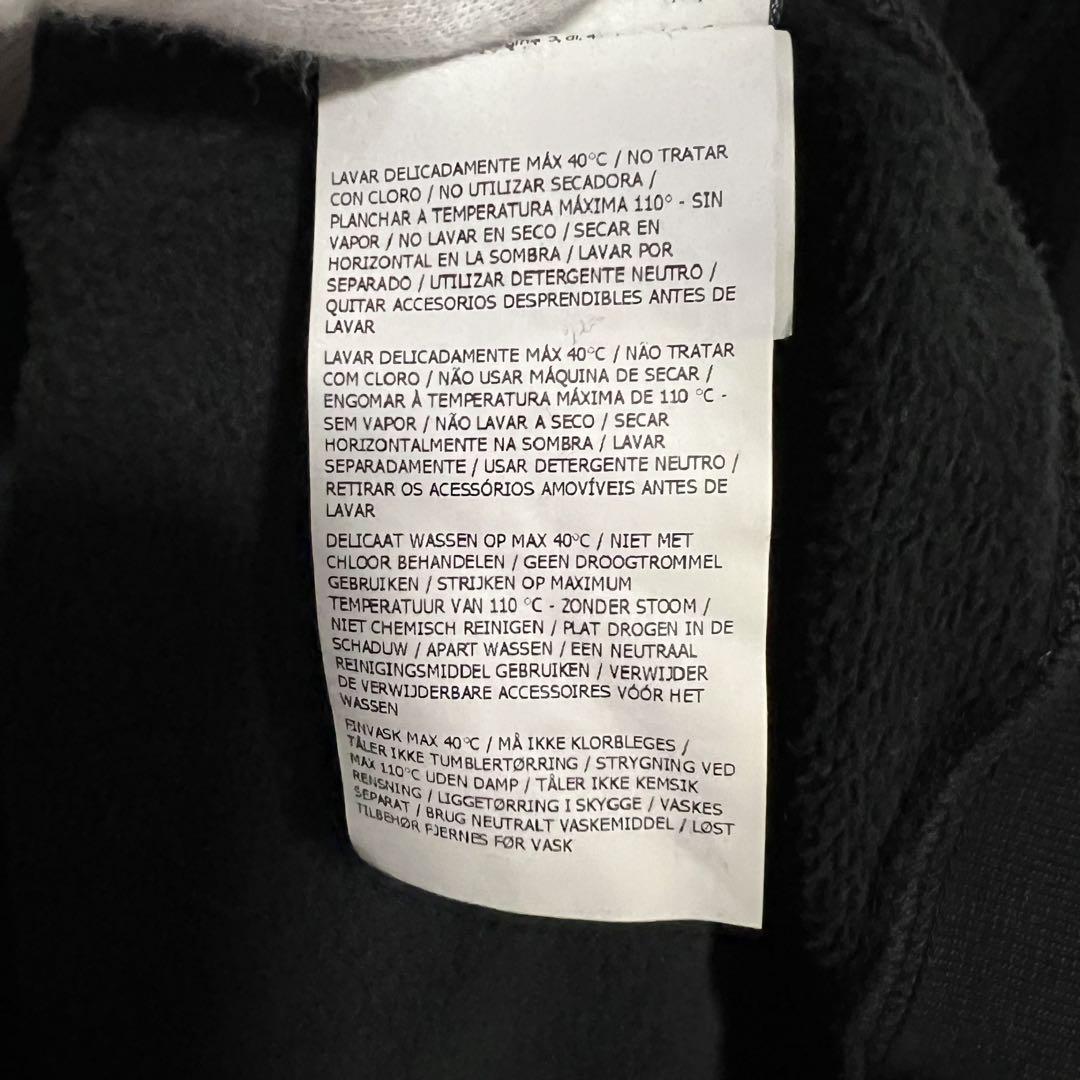 LAVAR DELICADAMENTE MÁX 40°C / NO TRATAR
CON CLORO / NO UTILIZAR SECADORA /
PLANCHAR A TEMPERATURA MÁXIMA 110° - SIN
VAPOR / NO LAVAR EN SECO / SECAR EN
HORIZONTAL EN LA SOMBRA / LAVAR POR
SEPARADO / UTILIZAR DETERGENTE NEUTRO /
QUITAR ACCESORIOS DESPRENDIBLES ANTES DE
LAVAR
LAVAR DELICADAMENTE MÁX 40°C / NÃO TRATAR
COM CLORO / NÃO USAR MÁQUINA DE SECAR /
ENGOMAR À TEMPERATURA MÁXIMA DE 110 °C -
SEM VAPOR / NÃO LAVAR A SECO / SECAR
HORIZONTALMENTE NA SOMBRA / LAVAR
SEPARADAMENTE / USAR DETERGENTE NEUTRO /
RETIRAR OS ACESSÓRIOS AMOVÍVEIS ANTES DE
LAVAR
DELICAAT WASSEN OP MAX 40°C / NIET MET
CHLOOR BEHANDELEN / GEEN DROOGTROMMEL
GEBRUIKEN / STRIJKEN OP MAXIMUM
TEMPERATUUR VAN 110 °C - ZONDER STOOM /
NIET CHEMISCH REINIGEN / PLAT DROGEN IN DE
SCHADUW / APART WASSEN / EEN NEUTRAAL
REINIGINGSMIDDEL GEBRUIKEN / VERWIJDER
DE VERWIJDERBARE ACCESSOIRES VÓÓR HET
WASSEN
FINVASK MAX 40°C / MÅ IKKE KLORBLEGES /
TÅLER IKKE TUMBLERTØRRING / STRYGNING VED
MAX 110°C UDEN DAMP / TÅLER IKKE KEMSIK
RENSNING / LIGGETØRRING I SKYGGE / VASKES
SEPARAT / BRUG NEUTRALT VASKEMIDDEL / LØST
TILBEHØR FJERNES FØR VASK